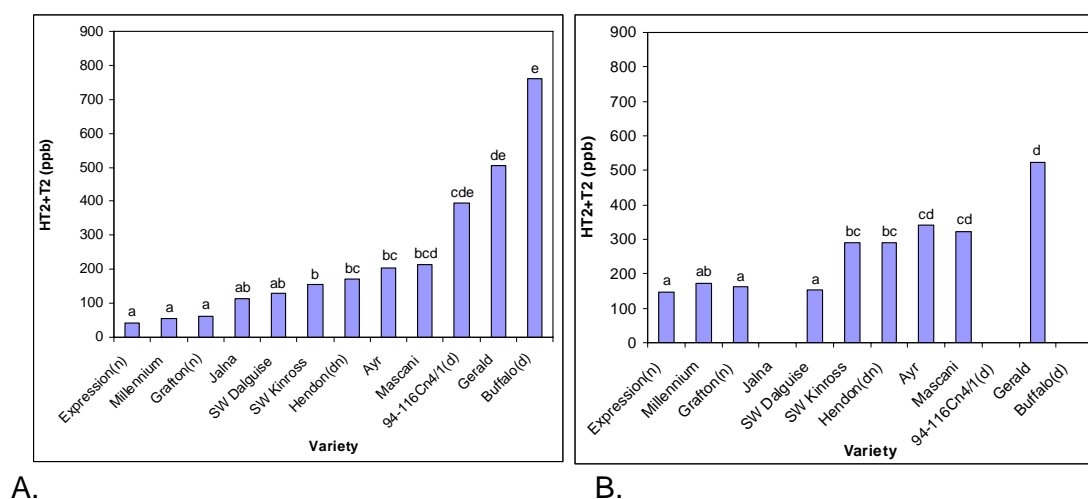 900
800
700
600
500
400
300
200
100
0
HT2+T2 (ppb)
a
a
a
ab
ab
b
bc
bc
bcd
cde
de
e
Expression(n)
Millennium
Grafton(n)
Jalna
SW Dalguise
SW Kinross
Hendon(dn)
Ayr
Mascani
94-116Cn4/1(d)
Gerald
Buffalo(d)
Variety
A.
900
800
700
600
500
400
300
200
100
0
HT2+T2 (ppb)
a
ab
a
a
bc
bc
cd
cd
d
Expression(n)
Millennium
Grafton(n)
Jalna
SW Dalguise
SW Kinross
Hendon(dn)
Ayr
Mascani
94-116Cn4/1(d)
Gerald
Buffalo(d)
Variety
B.